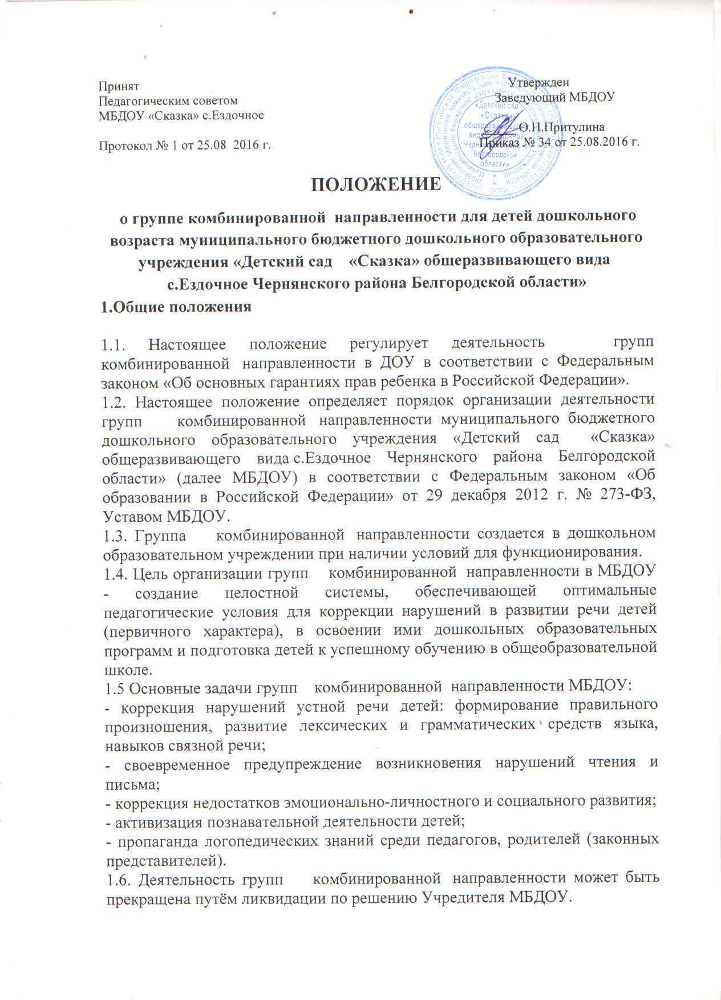 Принят
Педагогическим советом
МБДОУ «Сказка» с.Ездочное
Протокол № 1 от 25.08 2016 г.
Утвержден
Заведующий МБДОУ
О.Н.Притулина
Приказ № 34 от 25.08.2016 г.
«Детский сад
«Сказка»
общеразвивающего
вида с.Ездочное
Чернянского района
Белгородской
области»
ПОЛОЖЕНИЕ
о группе комбинированной направленности для детей дошкольного
возраста муниципального бюджетного дошкольного образовательного
учреждения «Детский сад «Сказка» общеразвивающего вида
с.Ездочное Чернянского района Белгородской области»
1.Общие положения
1.1. Настоящее положение регулирует деятельность групп
комбинированной направленности в ДОУ в соответствии с Федеральным
законом «Об основных гарантиях прав ребенка в Российской Федерации».
1.2. Настоящее положение определяет порядок организации деятельности
групп комбинированной направленности муниципального бюджетного
дошкольного образовательного учреждения «Детский сад «Сказка»
общеразвивающего вида с.Ездочное Чернянского района Белгородской
области» (далее МБДОУ) в соответствии с Федеральным законом «Об
образовании в Российской Федерации» от 29 декабря 2012 г. № 273-ФЗ,
Уставом МБДОУ.
1.3. Группа комбинированной направленности создается в дошкольном
образовательном учреждении при наличии условий для функционирования.
1.4. Цель организации групп комбинированной направленности в МБДОУ
- создание целостной системы, обеспечивающей оптимальные
педагогические условия для коррекции нарушений в развитии речи детей
(первичного характера), в освоении ими дошкольных образовательных
программ и подготовка детей к успешному обучению в общеобразовательной
школе.
1.5 Основные задачи групп комбинированной направленности МБДОУ:
- коррекция нарушений устной речи детей: формирование правильного
произношения, развитие лексических и грамматических средств языка,
навыков связной речи;
- своевременное предупреждение возникновения нарушений чтения и
письма;
- коррекция недостатков эмоционально-личностного и социального развития;
- активизация познавательной деятельности детей;
- пропаганда логопедических знаний среди педагогов, родителей (законных
представителей).
1.6. Деятельность групп комбинированной направленности может быть
прекращена путём ликвидации по решению Учредителя МБДОУ.